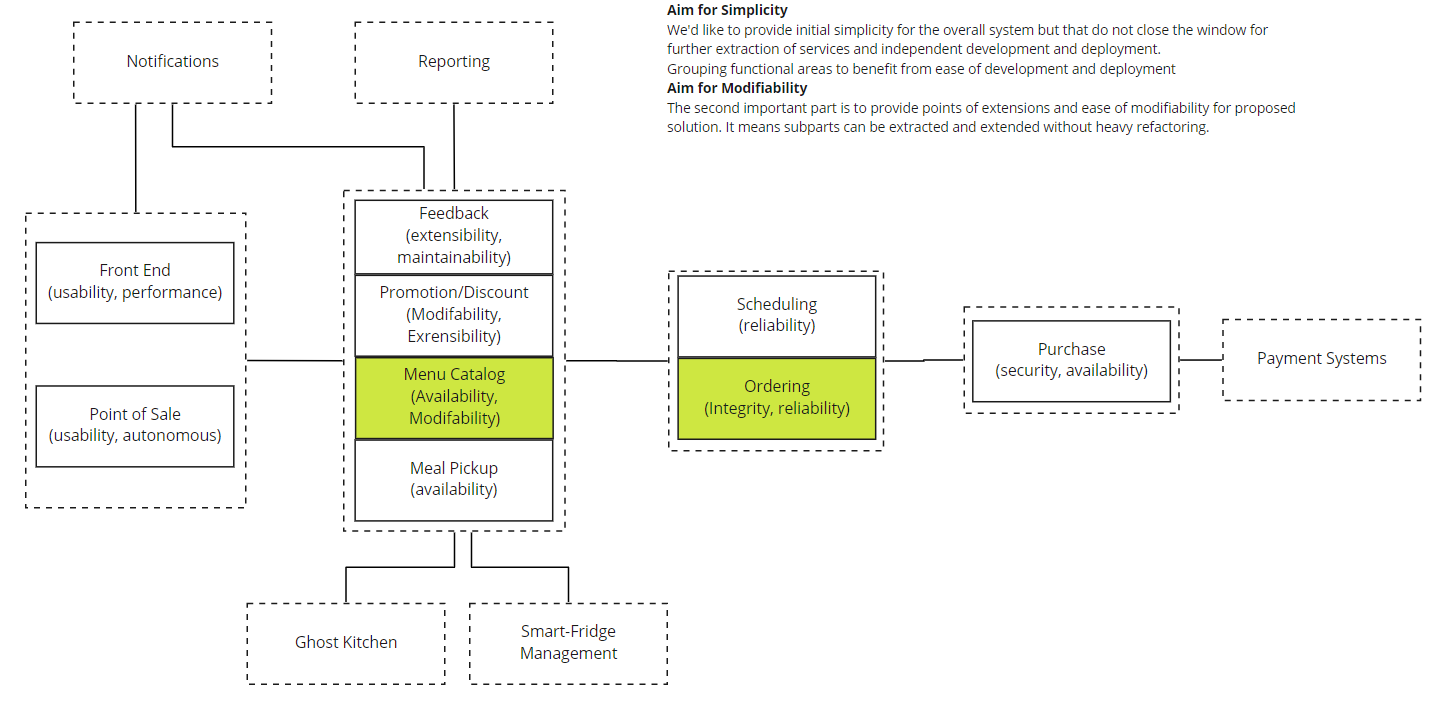 Aim for Simplicity
We'd like to provide initial simplicity for the overall system but that do not close the window for
further extraction of services and independent development and deployment.
Grouping functional areas to benefit from ease of development and deployment
Aim for Modifiability
The second important part is to provide points of extensions and ease of modifiability for proposed
solution. It means subparts can be extracted and extended without heavy refactoring.
Notifications
Reporting
Front End
(usability, performance)
Point of Sale
(usability, autonomous)
Feedback
(extensibility,
maintainability)
Promotion/Discount
(Modifability,
Exrensibility)
Menu Catalog
(Availability,
Modifability)
Meal Pickup
(availability)
Scheduling
(reliability)
Ordering
(Integrity, reliability)
Purchase
(security, availability)
Payment Systems
Ghost Kitchen
Smart-Fridge
Management